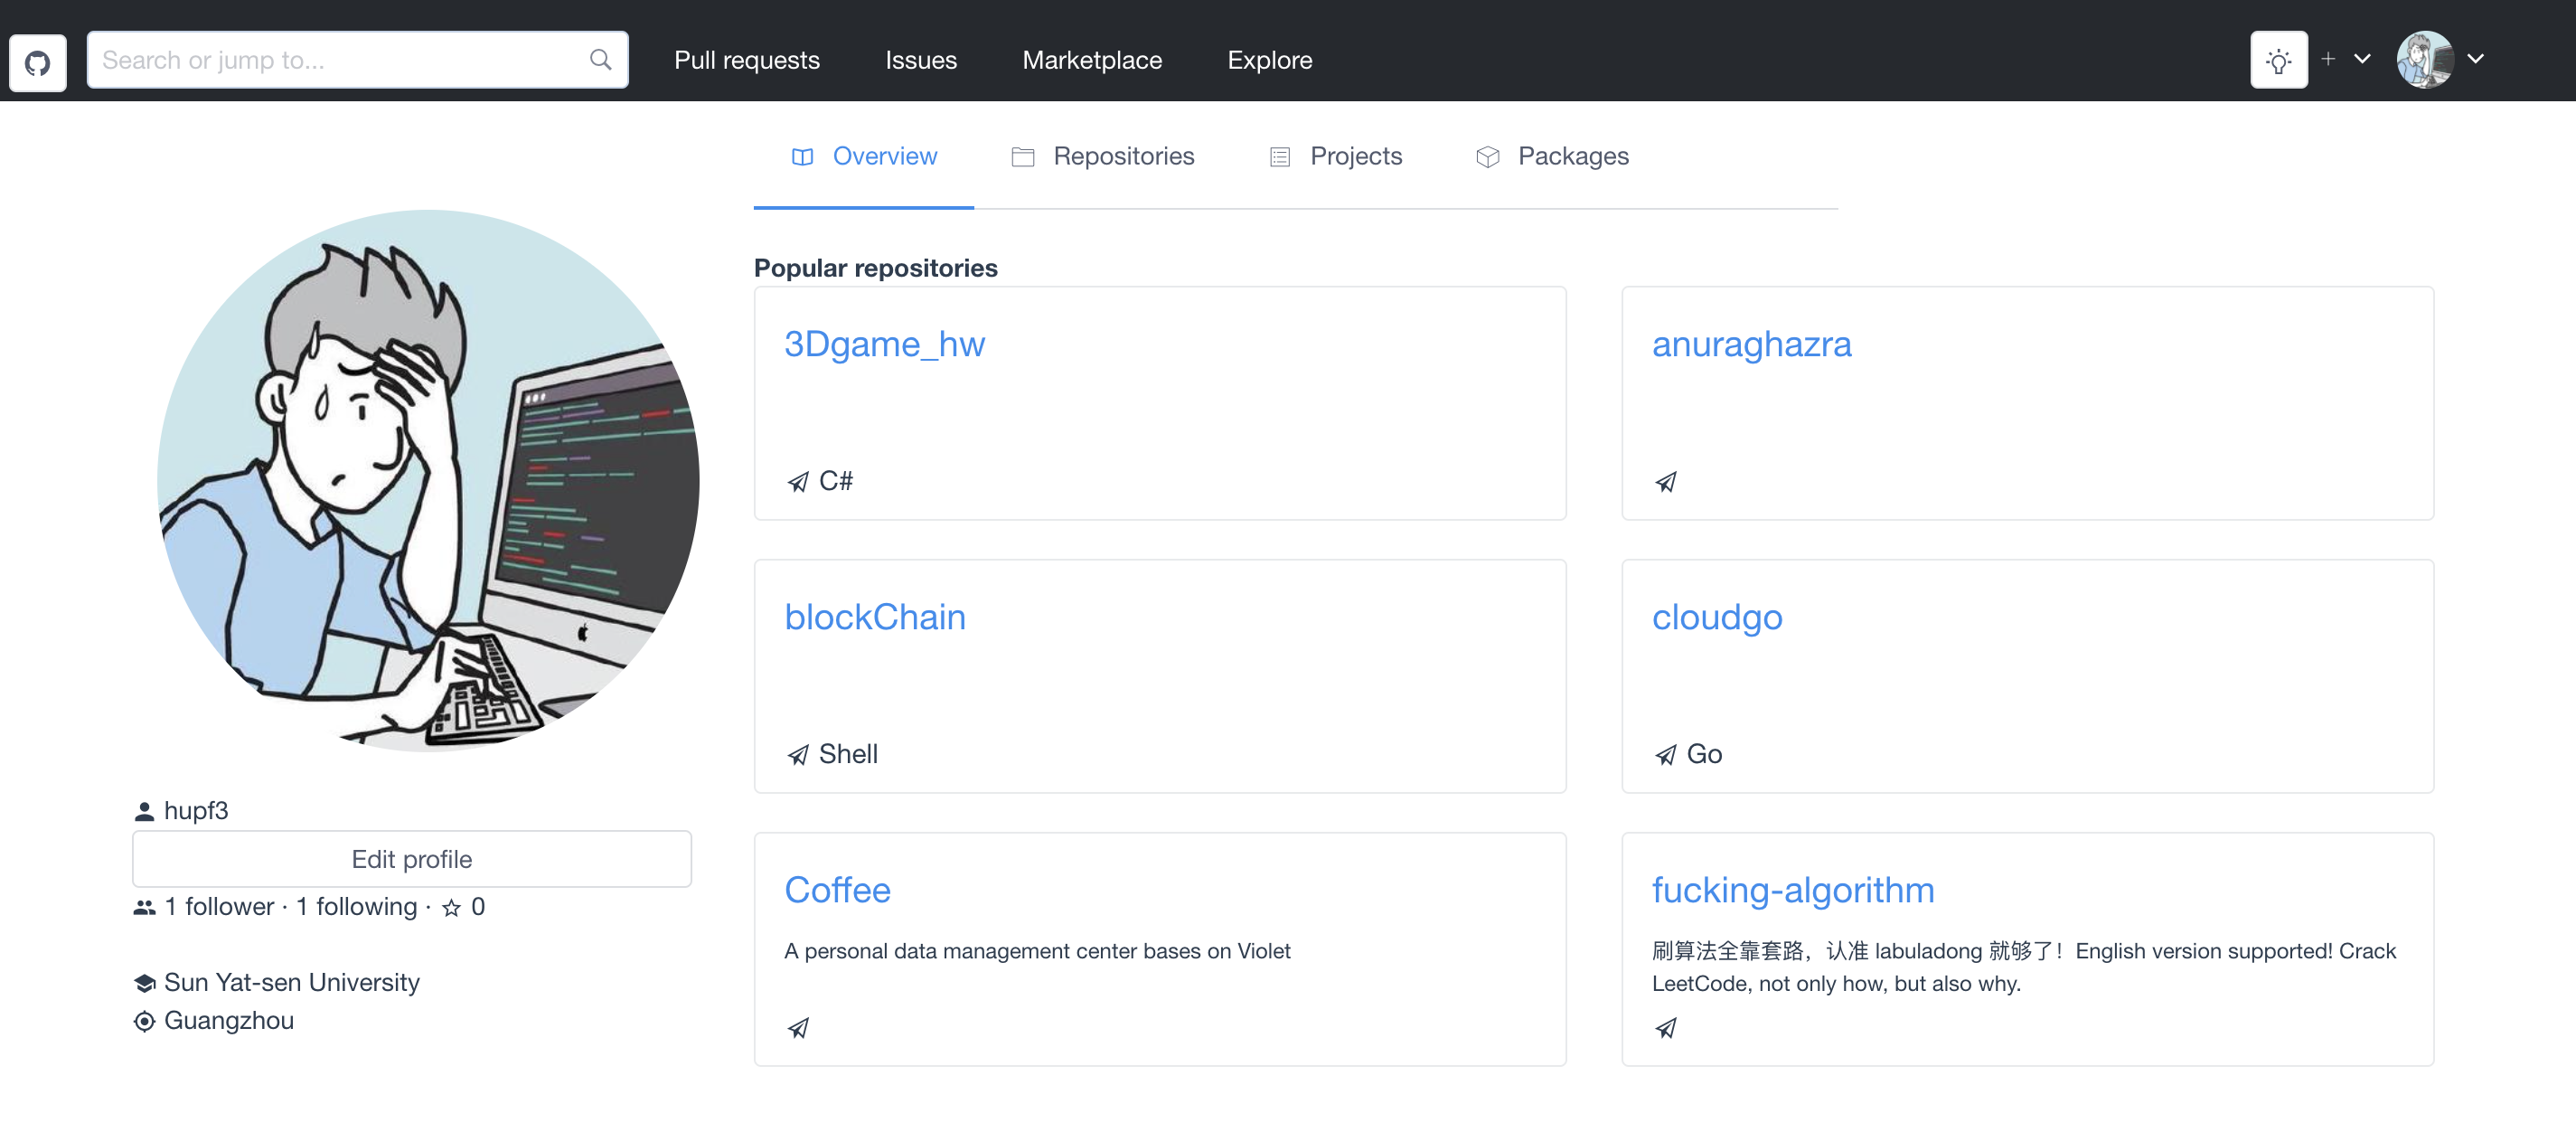 Search or jump to...
Pull requests
Issues
Marketplace
Explore
Overview
Repositories
Projects
Packages
Popular repositories
3Dgame_hw
C#
anuraghazra
blockChain
Shell
cloudgo
Go
Coffee
A personal data management center bases on Violet
fucking-algorithm
刷算法全靠套路，认准 labuladong 就够了！English version supported! Crack
LeetCode, not only how, but also why.
hupf3
Edit profile
1 follower · 1 following · 0
Sun Yat-sen University
Guangzhou